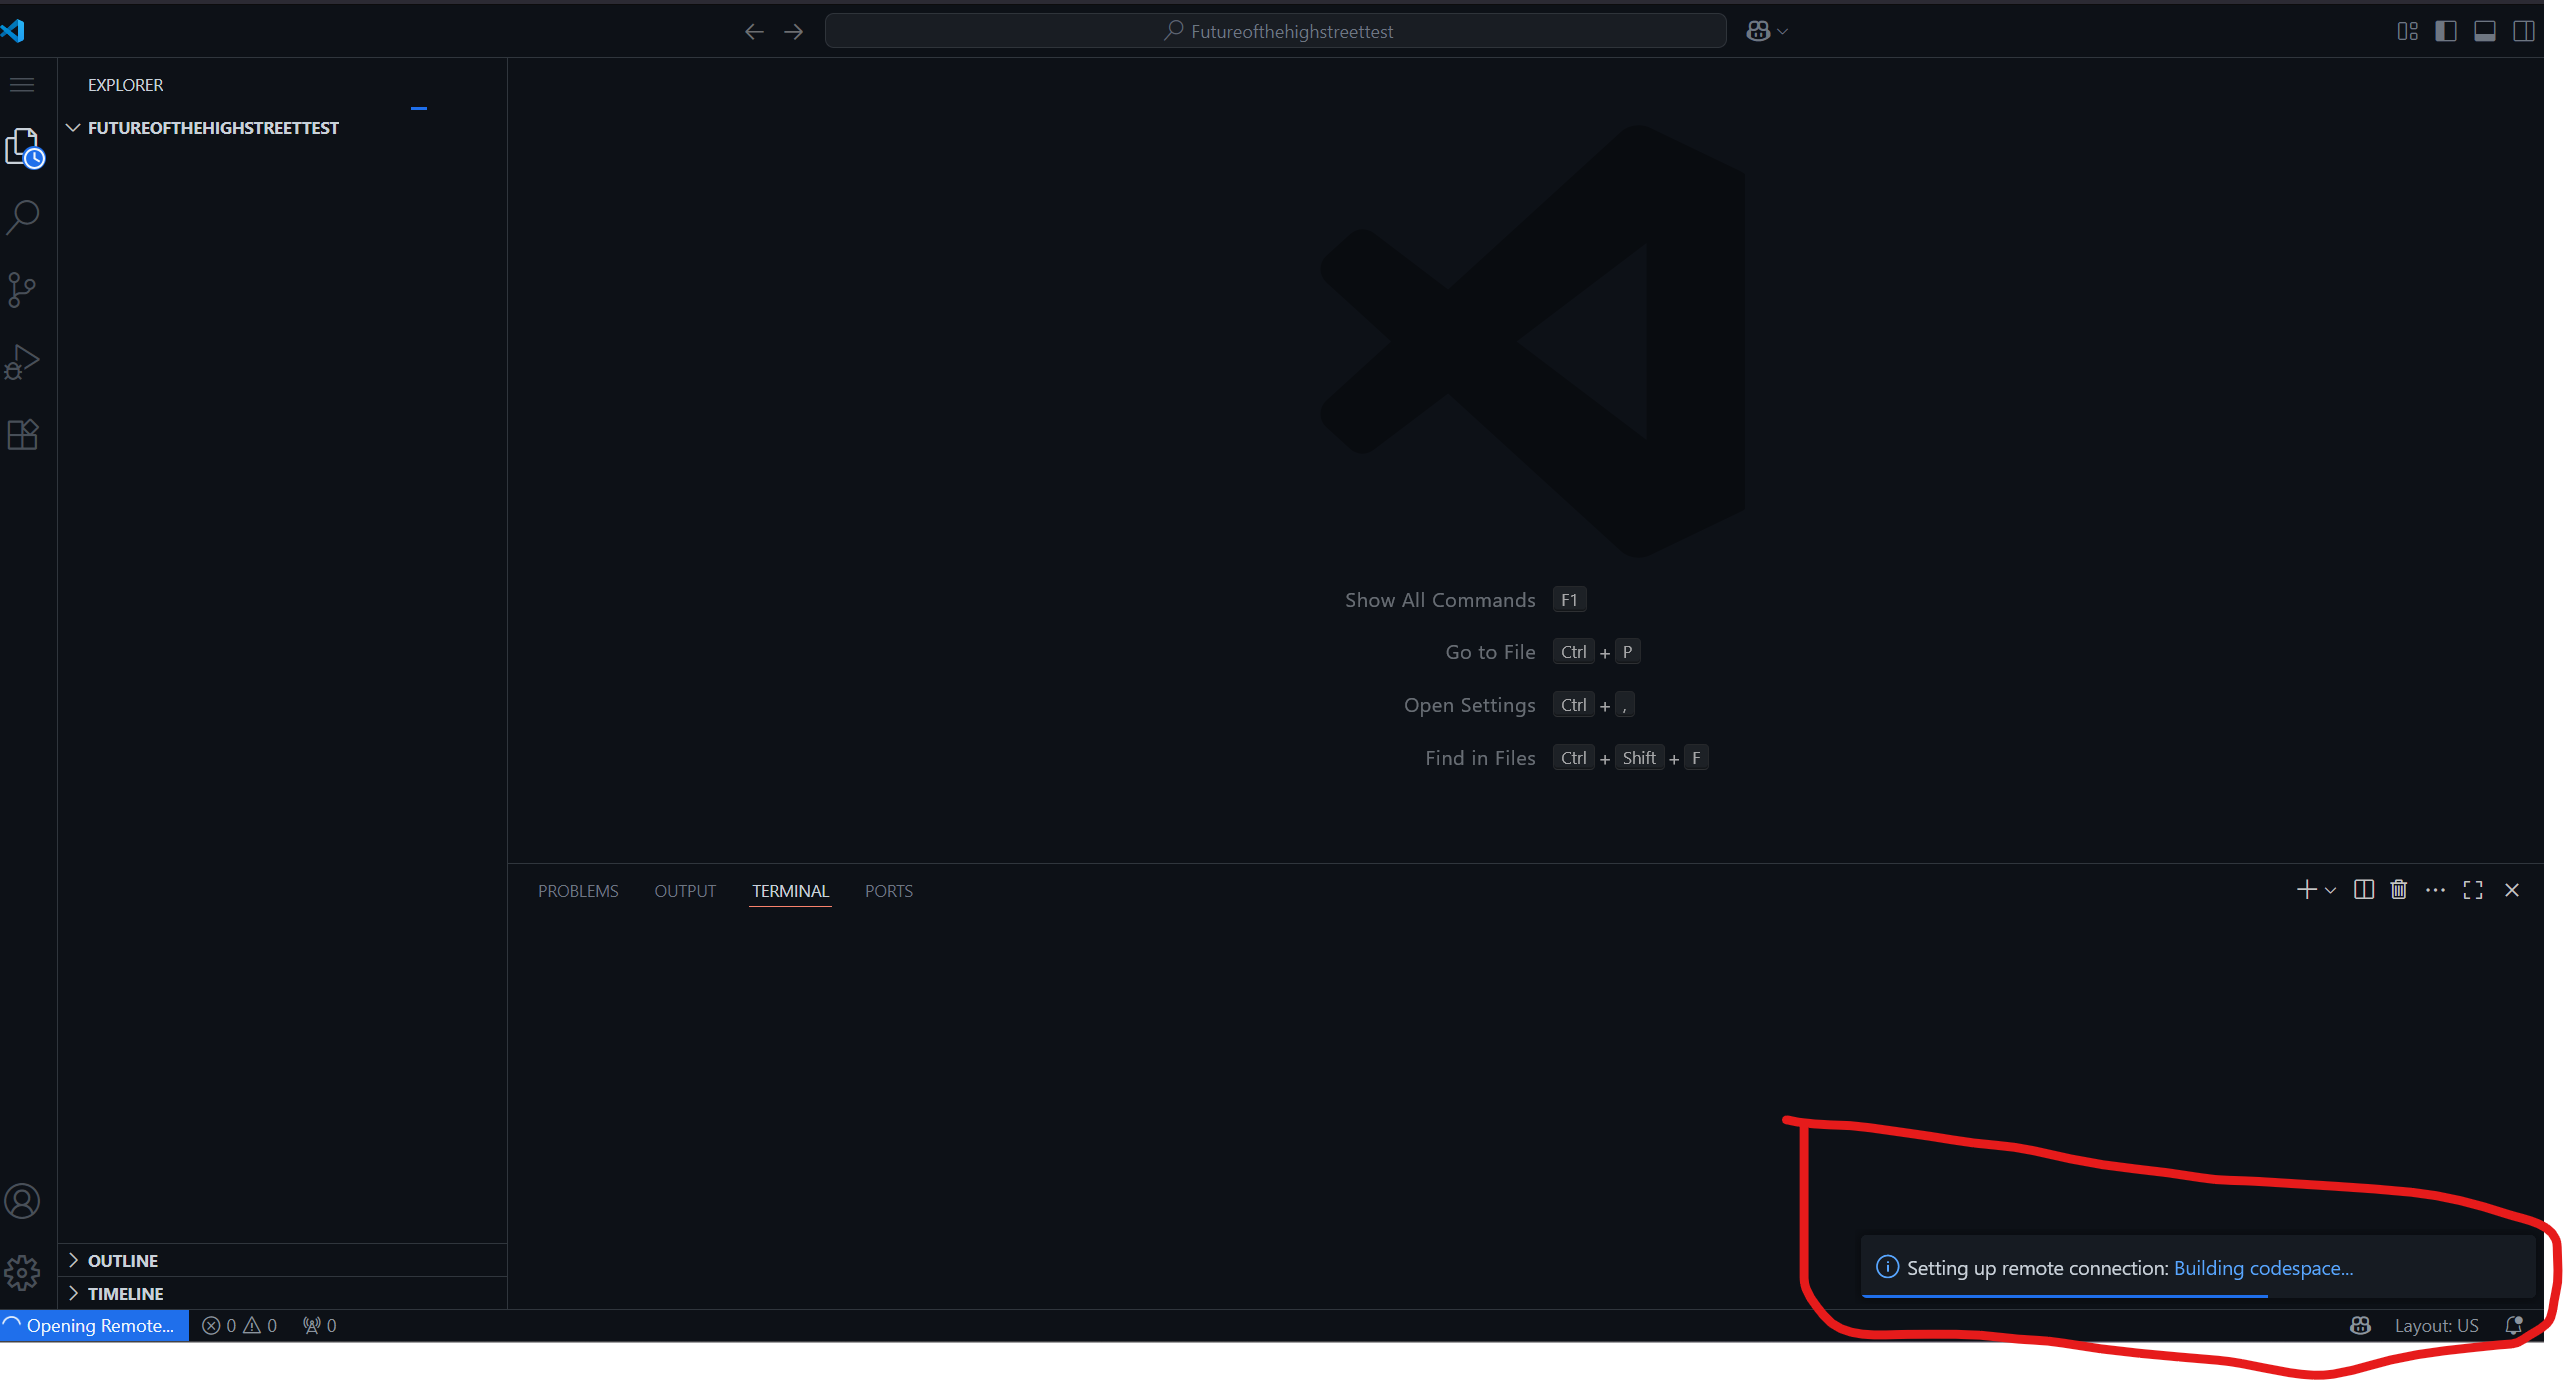 Futureofthehighstreettest
EXPLORER
FUTUREOFTHEHIGHSTREETTEST
Show All Commands F1
Go to File Ctrl + P
Open Settings Ctrl + ,
Find in Files Ctrl + Shift + F
PROBLEMS OUTPUT TERMINAL PORTS
Setting up remote connection: Building codespace...
OUTLINE
TIMELINE
Opening Remote... 0 0 0 Layout: US